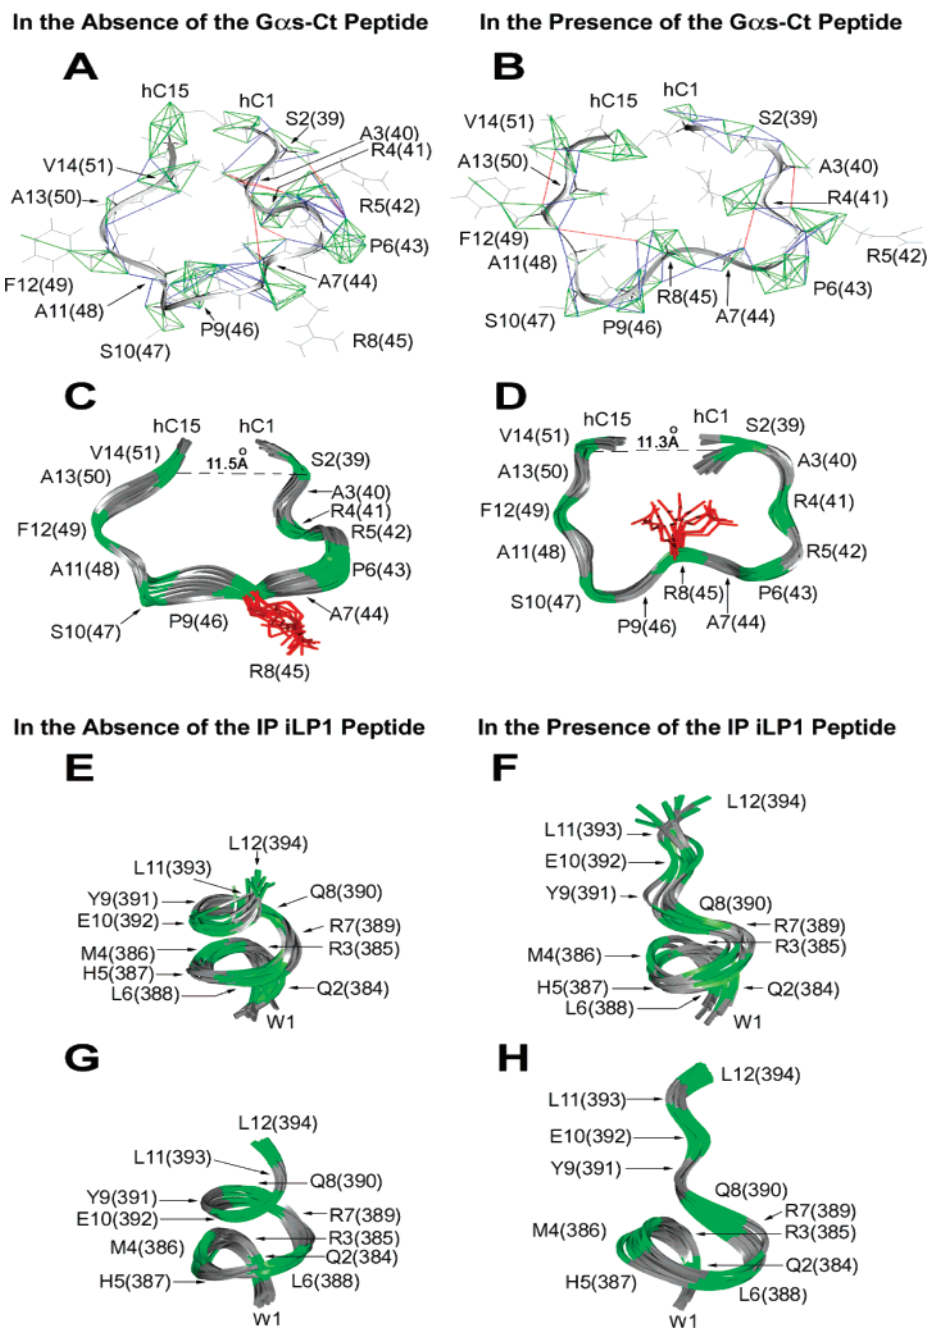 In the Absence of the Gαs-Ct Peptide
In the Presence of the Gαs-Ct Peptide
A
hC15
hC1
S2(39)
A3(40)
R4(41)
V14(51)
A13(50)
R5(42)
P6(43)
F12(49)
A11(48)
A7(44)
P9(46)
S10(47)
R8(45)
B
hC15
hC1
S2(39)
V14(51)
A13(50)
A3(40)
R4(41)
F12(49)
A11(48)
R5(42)
P6(43)
R8(45)
S10(47)
P9(46)
A7(44)
C
hC15
hC1
V14(51)
11.5Å
S2(39)
A13(50)
A3(40)
R4(41)
F12(49)
R5(42)
A11(48)
P6(43)
P9(46)
A7(44)
S10(47)
R8(45)
D
hC15
hC1
S2(39)
V14(51)
11.3Å
A13(50)
A3(40)
F12(49)
R4(41)
A11(48)
R5(42)
R8(45)
P6(43)
S10(47)
P9(46)
A7(44)
In the Absence of the IP iLP1 Peptide
In the Presence of the IP iLP1 Peptide
E
L12(394)
L11(393)
Y9(391)
Q8(390)
E10(392)
R7(389)
M4(386)
R3(385)
H5(387)
L6(388)
Q2(384)
W1
F
L12(394)
L11(393)
E10(392)
Y9(391)
Q8(390)
R7(389)
M4(386)
R3(385)
H5(387)
Q2(384)
L6(388)
W1
G
L12(394)
L11(393)
Q8(390)
Y9(391)
E10(392)
R7(389)
R3(385)
M4(386)
Q2(384)
H5(387)
L6(388)
W1
H
L12(394)
L11(393)
E10(392)
Y9(391)
Q8(390)
R7(389)
M4(386)
R3(385)
Q2(384)
H5(387)
L6(388)
W1